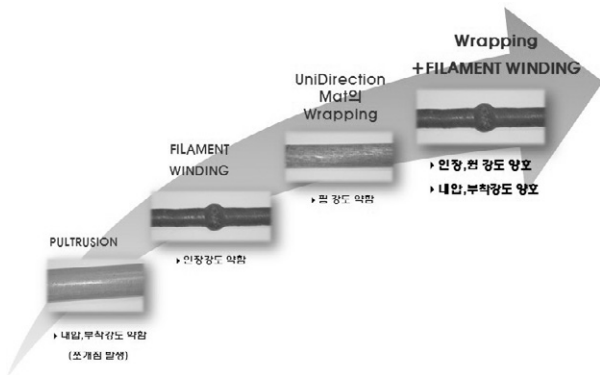 Wrapping
+FILAMENT WINDING
UniDirection
Mat의
Wrapping
▸ 인장,휨 강도 양호
▸ 내압,부착강도 양호
FILAMENT
WINDING
▸ 휨 강도 약함
PULTRUSION
▸ 인장강도 약함
▸ 내압,부착강도 약함
(쪼개짐 발생)